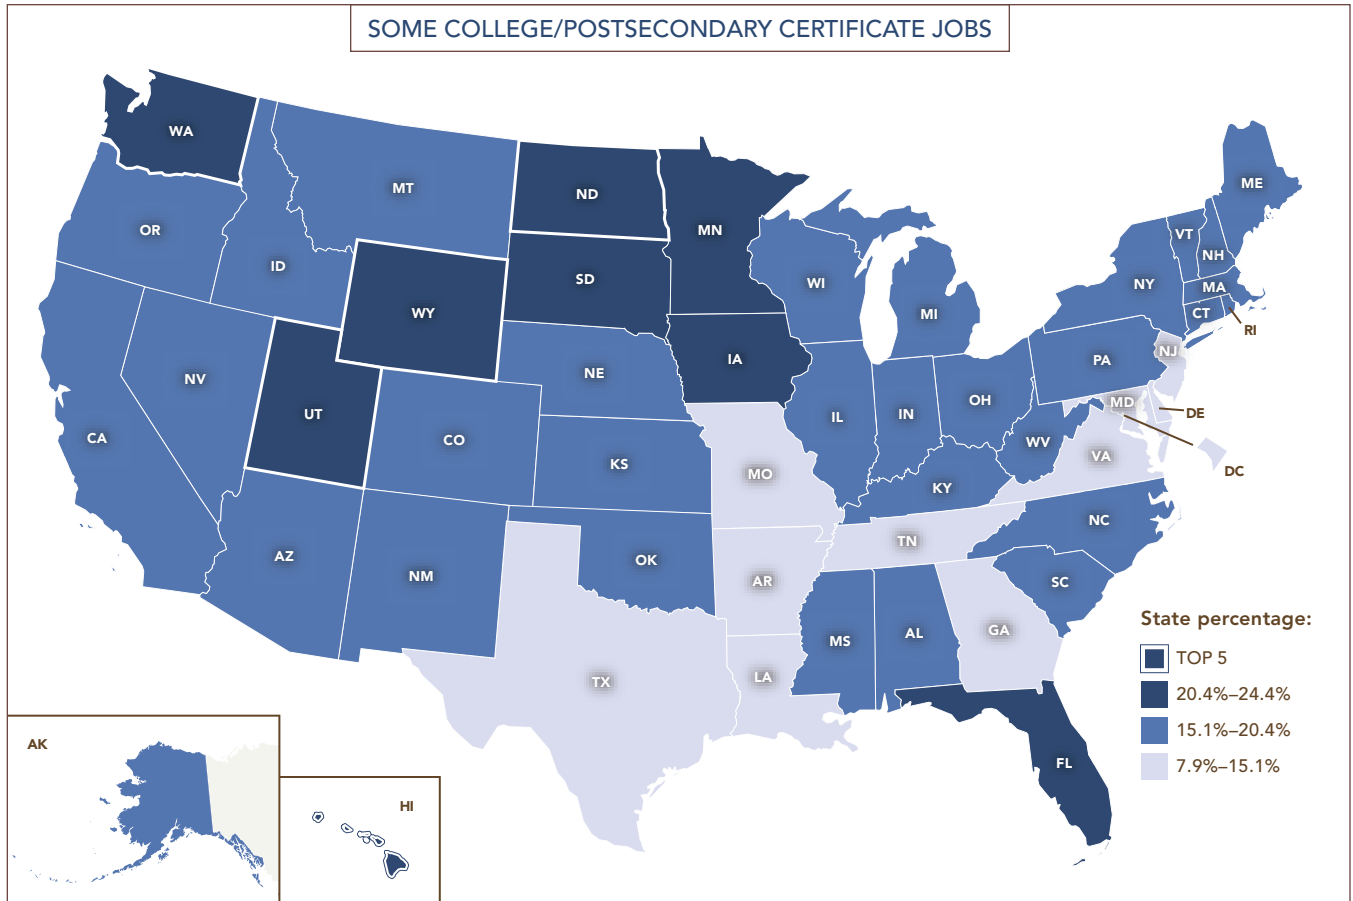 SOME COLLEGE/POSTSECONDARY CERTIFICATE JOBS
WA
MT
ND
MN
ME
OR
ID
SD
WI
VT
NH
NY
MA
WY
MI
CT
RI
IA
NJ
PA
NV
NE
UT
IL
IN
OH
MD
DE
CA
CO
WV
VA
KS
MO
KY
DC
NC
AZ
NM
OK
AR
TN
SC
TX
LA
MS
AL
GA
FL
State percentage:
TOP 5
20.4%–24.4%
15.1%–20.4%
7.9%–15.1%
AK
HI